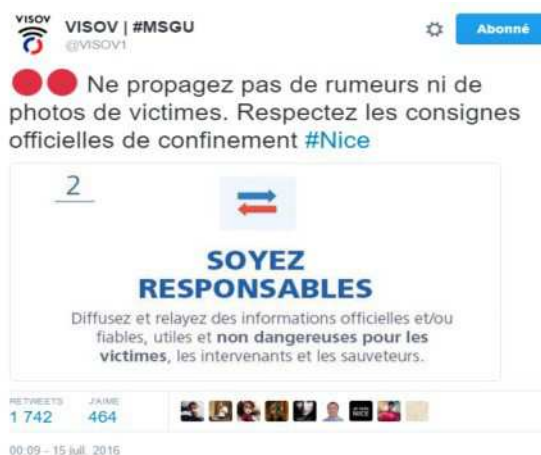 VISOV
VISOV | #MSGU
@VISOV1
Abonné
Ne propagez pas de rumeurs ni de
photos de victimes. Respectez les consignes
officielles de confinement #Nice
2
SOYEZ
RESPONSABLES
Diffusez et relayez des informations officielles et/ou
fiables, utiles et non dangereuses pour les
victimes, les intervenants et les sauveteurs.
RETWEETS J'AIME
1 742 464
00:09 - 15 juil. 2016